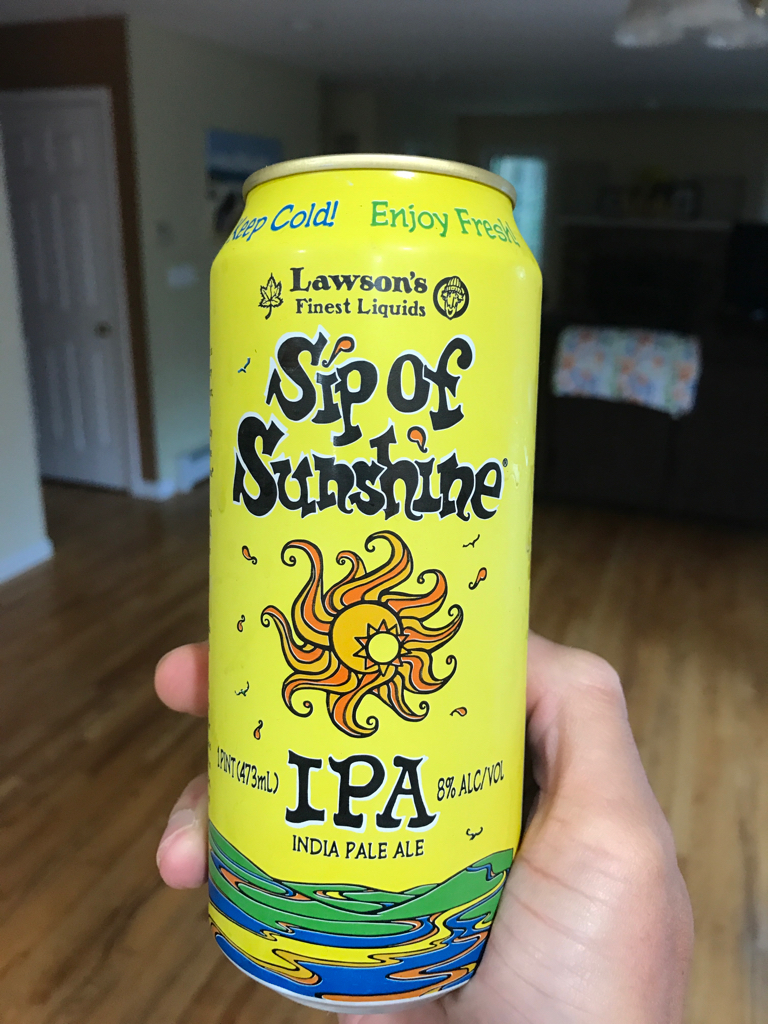 Keep Cold! Enjoy Fresh!
Lawson's
Finest Liquids
Sip of
Sunshine®
1 PINT (473mL)
IPA
8% ALC/VOL
INDIA PALE ALE